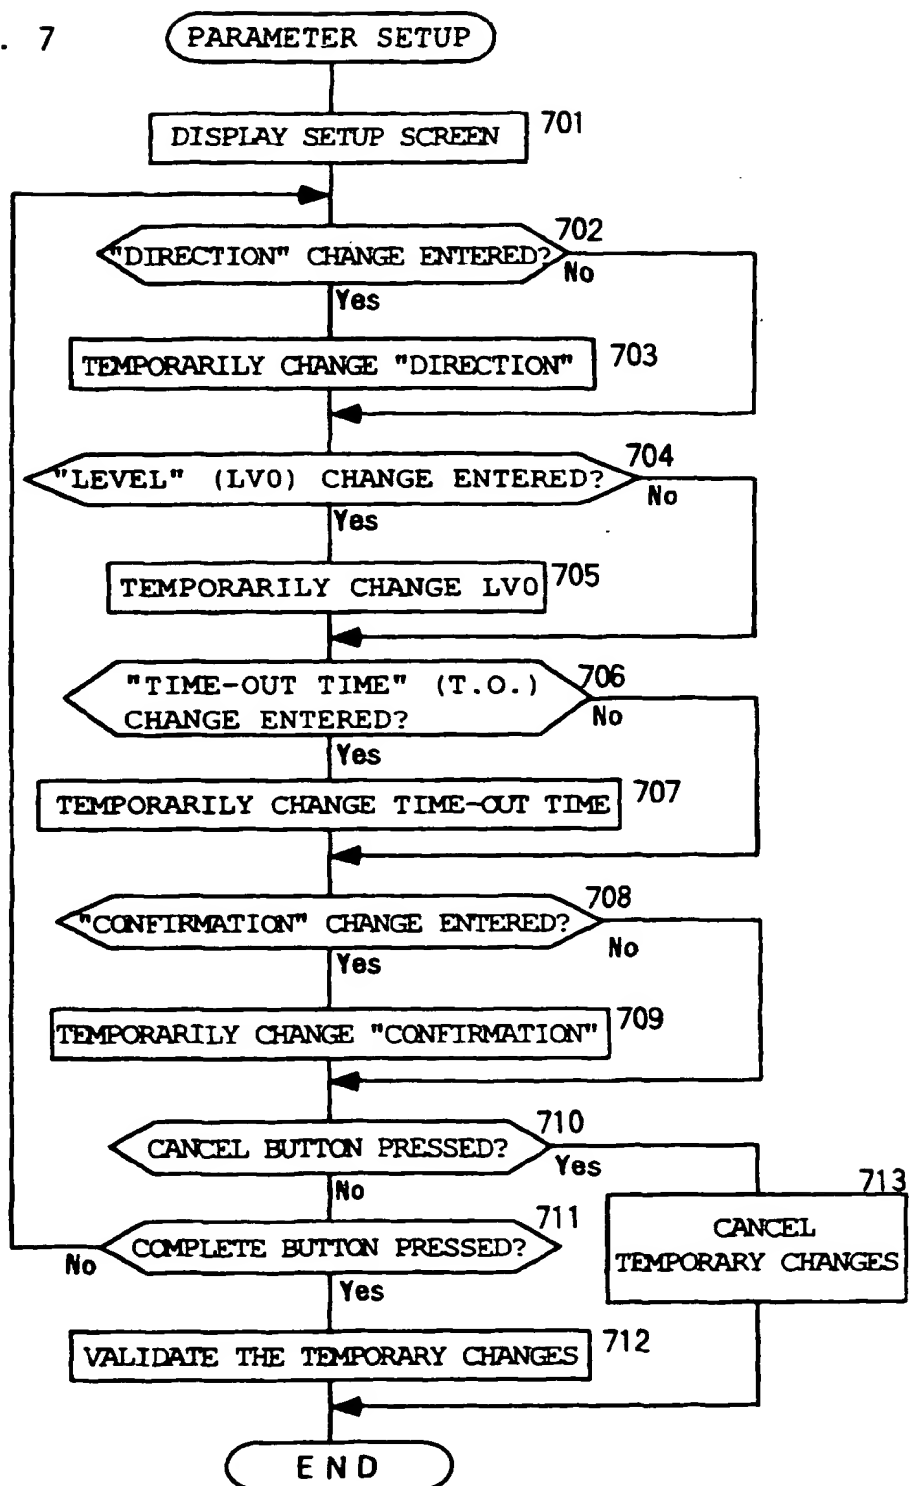 . 7
PARAMETER SETUP
701
DISPLAY SETUP SCREEN
702
"DIRECTION" CHANGE ENTERED?
No
Yes
703
TEMPORARILY CHANGE "DIRECTION"
704
"LEVEL" (LV0) CHANGE ENTERED?
No
Yes
705
TEMPORARILY CHANGE LV0
706
"TIME-OUT TIME" (T.O.)
CHANGE ENTERED?
No
Yes
707
TEMPORARILY CHANGE TIME-OUT TIME
708
"CONFIRMATION" CHANGE ENTERED?
No
Yes
709
TEMPORARILY CHANGE "CONFIRMATION"
710
CANCEL BUTTON PRESSED?
Yes
No
713
CANCEL
TEMPORARY CHANGES
711
COMPLETE BUTTON PRESSED?
No
Yes
712
VALIDATE THE TEMPORARY CHANGES
END